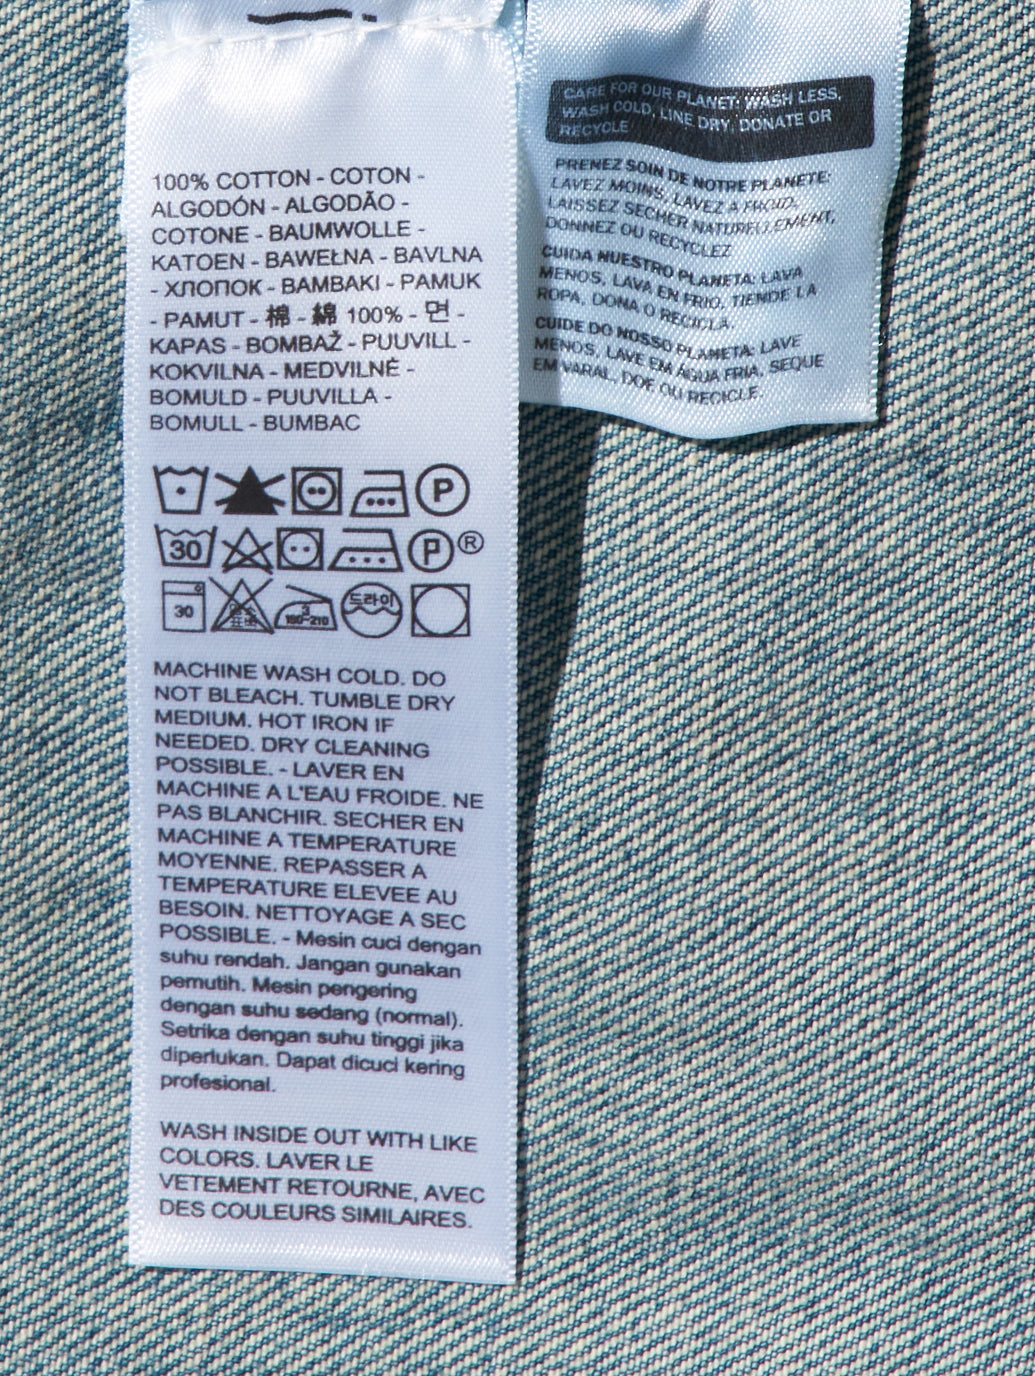 100% COTTON - COTON -
ALGODÓN - ALGODÃO -
COTONE - BAUMWOLLE -
KATOEN - BAWEŁNA - BAVLNA
- ХЛОПОК - BAMBAKI - PAMUK
- PAMUT - 棉 - 綿 100% - 면 -
KAPAS - BOMBAŽ - PUUVILL -
KOKVILNA - MEDVILNÉ -
BOMULD - PUUVILLA -
BOMULL - BUMBAC
P
30 P ®
30 3 180-210 드라이
MACHINE WASH COLD. DO
NOT BLEACH. TUMBLE DRY
MEDIUM. HOT IRON IF
NEEDED. DRY CLEANING
POSSIBLE. - LAVER EN
MACHINE A L'EAU FROIDE. NE
PAS BLANCHIR. SECHER EN
MACHINE A TEMPERATURE
MOYENNE. REPASSER A
TEMPERATURE ELEVEE AU
BESOIN. NETTOYAGE A SEC
POSSIBLE. - Mesin cuci dengan
suhu rendah. Jangan gunakan
pemutih. Mesin pengering
dengan suhu sedang (normal).
Setrika dengan suhu tinggi jika
diperlukan. Dapat dicuci kering
profesional.
WASH INSIDE OUT WITH LIKE
COLORS. LAVER LE
VETEMENT RETOURNE, AVEC
DES COULEURS SIMILAIRES.
CARE FOR OUR PLANET: WASH LESS,
WASH COLD, LINE DRY, DONATE OR
RECYCLE
PRENEZ SOIN DE NOTRE PLANETE:
LAVEZ MOINS, LAVEZ A FROID,
LAISSEZ SECHER NATURELLEMENT,
DONNEZ OU RECYCLEZ
CUIDA NUESTRO PLANETA: LAVA
MENOS, LAVA EN FRIO, TIENDE LA
ROPA, DONA O RECICLA.
CUIDE DO NOSSO PLANETA: LAVE
MENOS, LAVE EM ÁGUA FRIA, SEQUE
EM VARAL, DOE OU RECICLE.